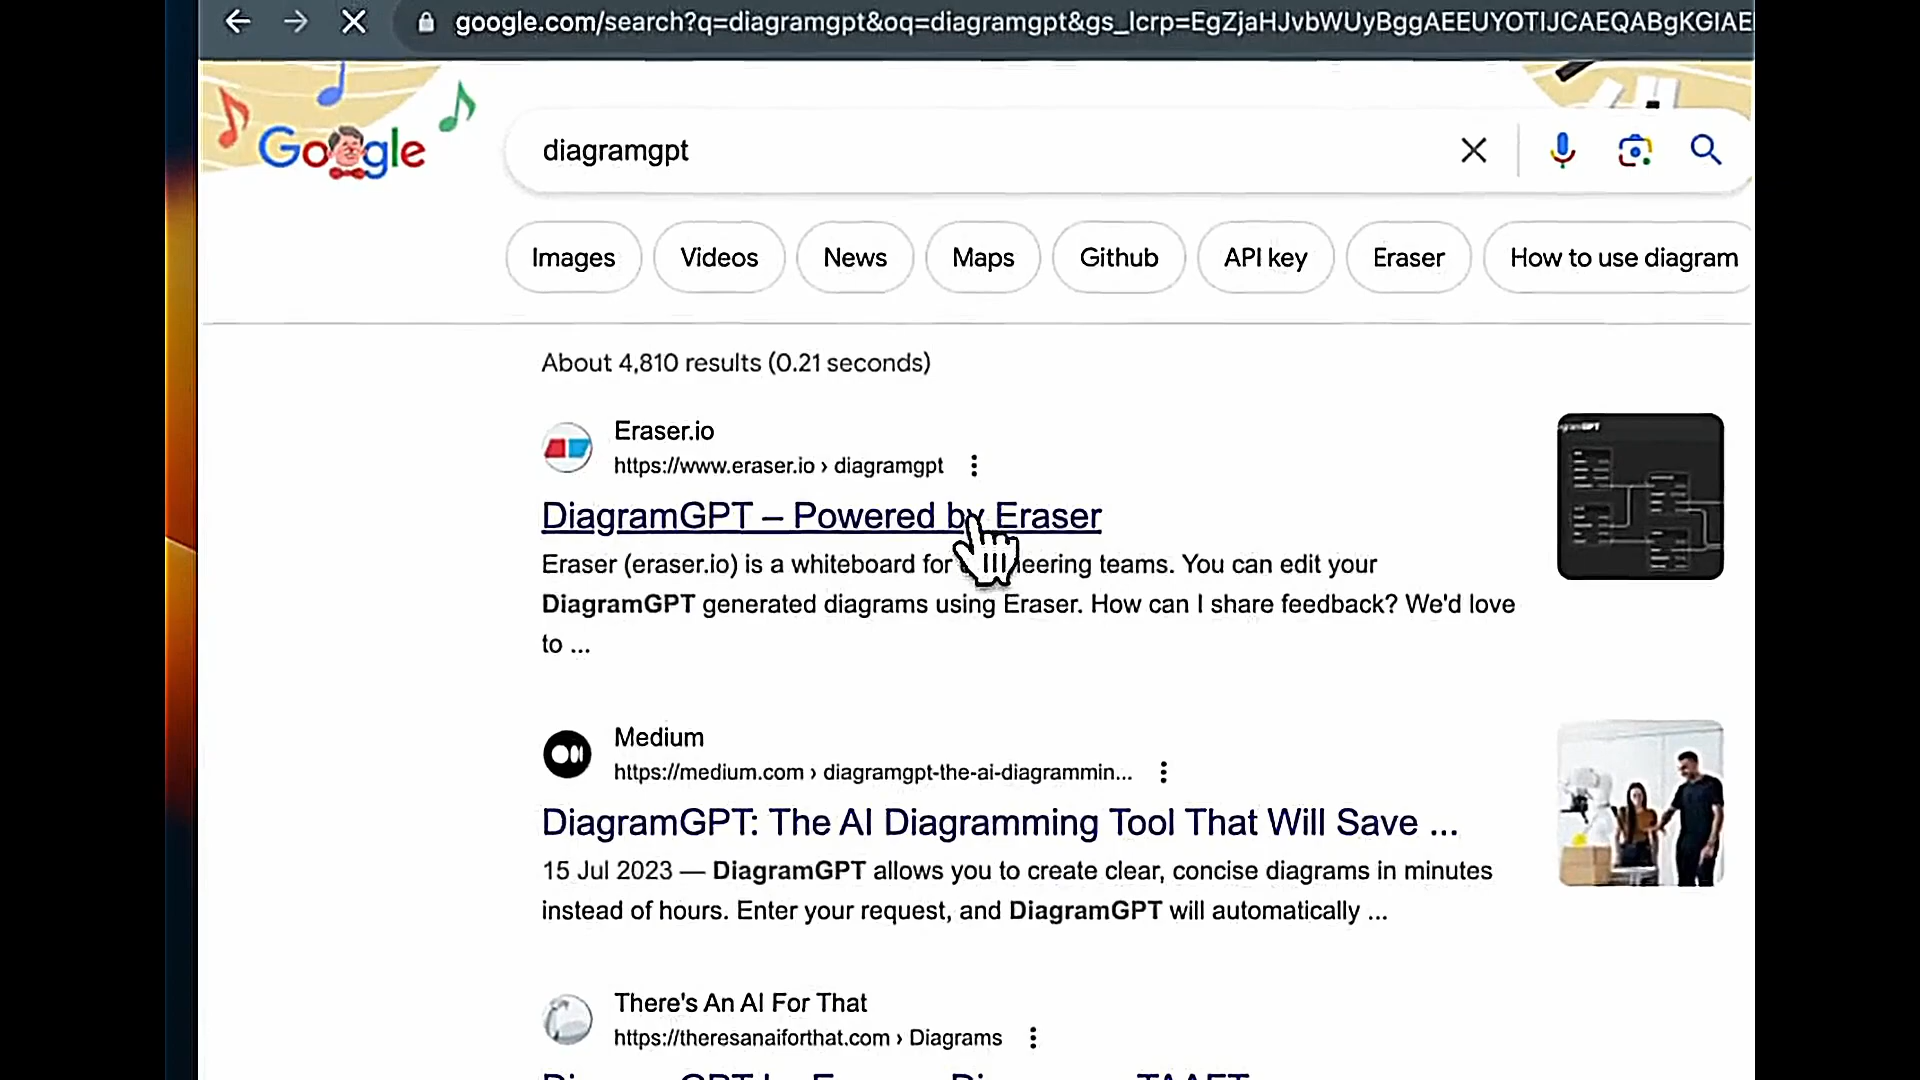 google.com/search?q=diagramgpt&oq=diagramgpt&gs_lcrp=EgZjaHJvbWUyBggAEEUYOTIJCAEQABgKGIAE
Google
diagramgpt
Images Videos News Maps Github API key Eraser How to use diagram
About 4,810 results (0.21 seconds)
Eraser.io
https://www.eraser.io › diagramgpt
DiagramGPT – Powered by Eraser
Eraser (eraser.io) is a whiteboard for engineering teams. You can edit your
DiagramGPT generated diagrams using Eraser. How can I share feedback? We'd love
to ...
Medium
https://medium.com › diagramgpt-the-ai-diagrammin...
DiagramGPT: The AI Diagramming Tool That Will Save ...
15 Jul 2023 — DiagramGPT allows you to create clear, concise diagrams in minutes
instead of hours. Enter your request, and DiagramGPT will automatically ...
There's An AI For That
https://theresanaiforthat.com › Diagrams